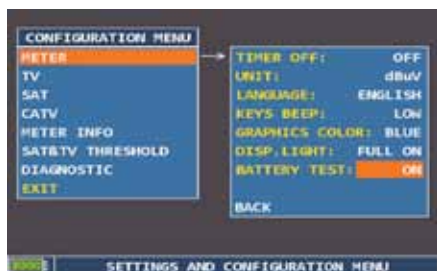 CONFIGURATION MENU
METER
TV
SAT
CATV
METER INFO
SAT&TV THRESHOLD
DIAGNOSTIC
EXIT
TIMER OFF: OFF
UNIT: dBuV
LANGUAGE: ENGLISH
KEYS BEEP: LOW
GRAPHICS COLOR: BLUE
DISP.LIGHT: FULL ON
BATTERY TEST: ON
BACK
SETTINGS AND CONFIGURATION MENU